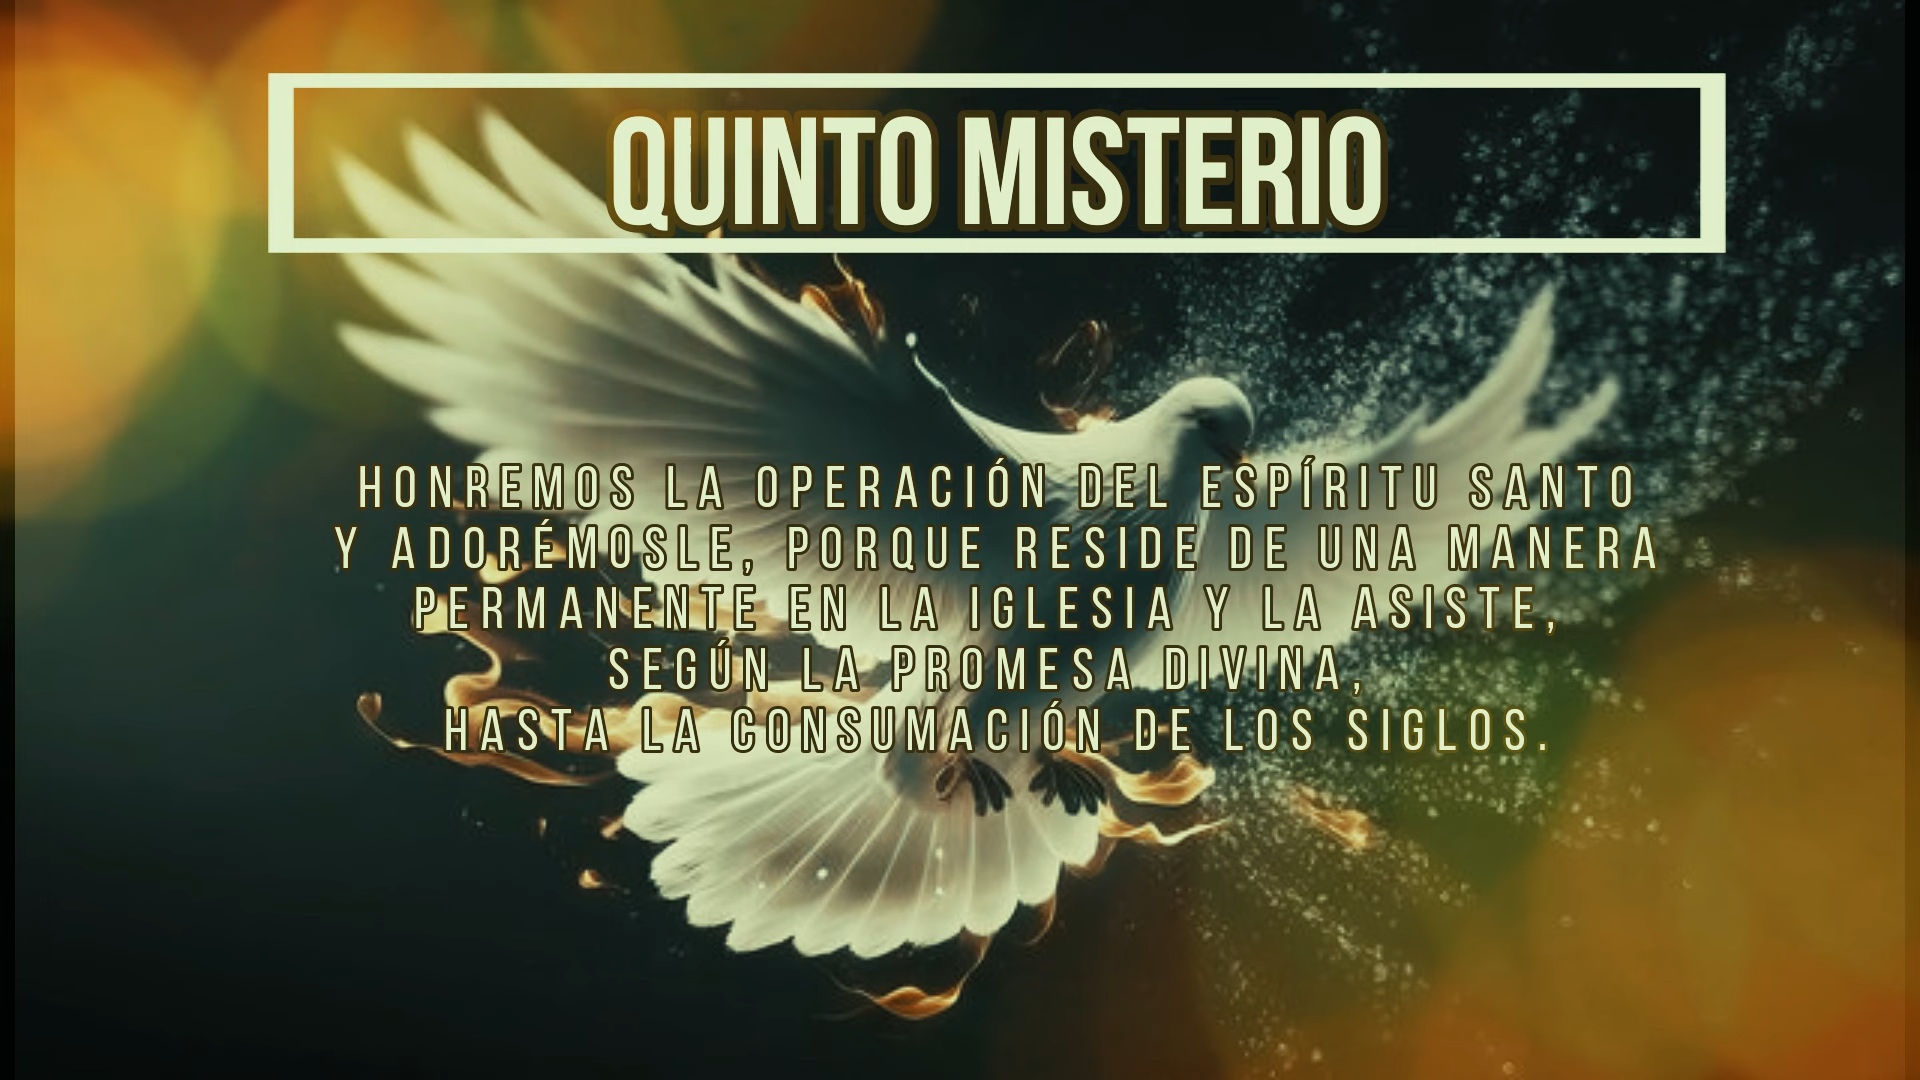 QUINTO MISTERIO
HONREMOS LA OPERACIÓN DEL ESPÍRITU SANTO
Y ADORÉMOSLE, PORQUE RESIDE DE UNA MANERA
PERMANENTE EN LA IGLESIA Y LA ASISTE,
SEGÚN LA PROMESA DIVINA,
HASTA LA CONSUMACIÓN DE LOS SIGLOS.